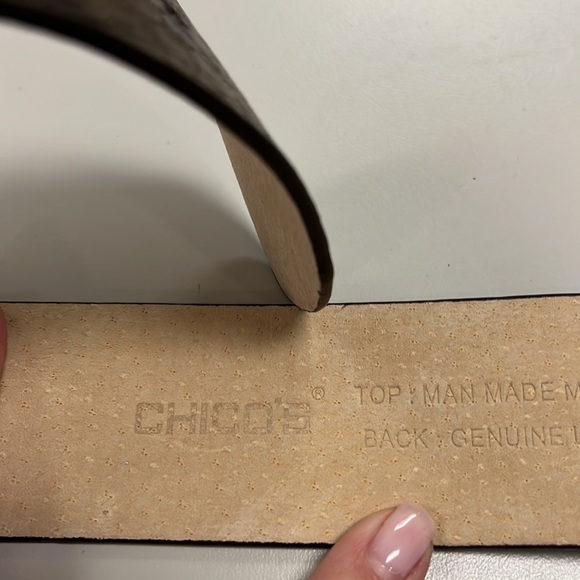 CHICO'S®
TOP : MAN MADE M
BACK : GENUINE L